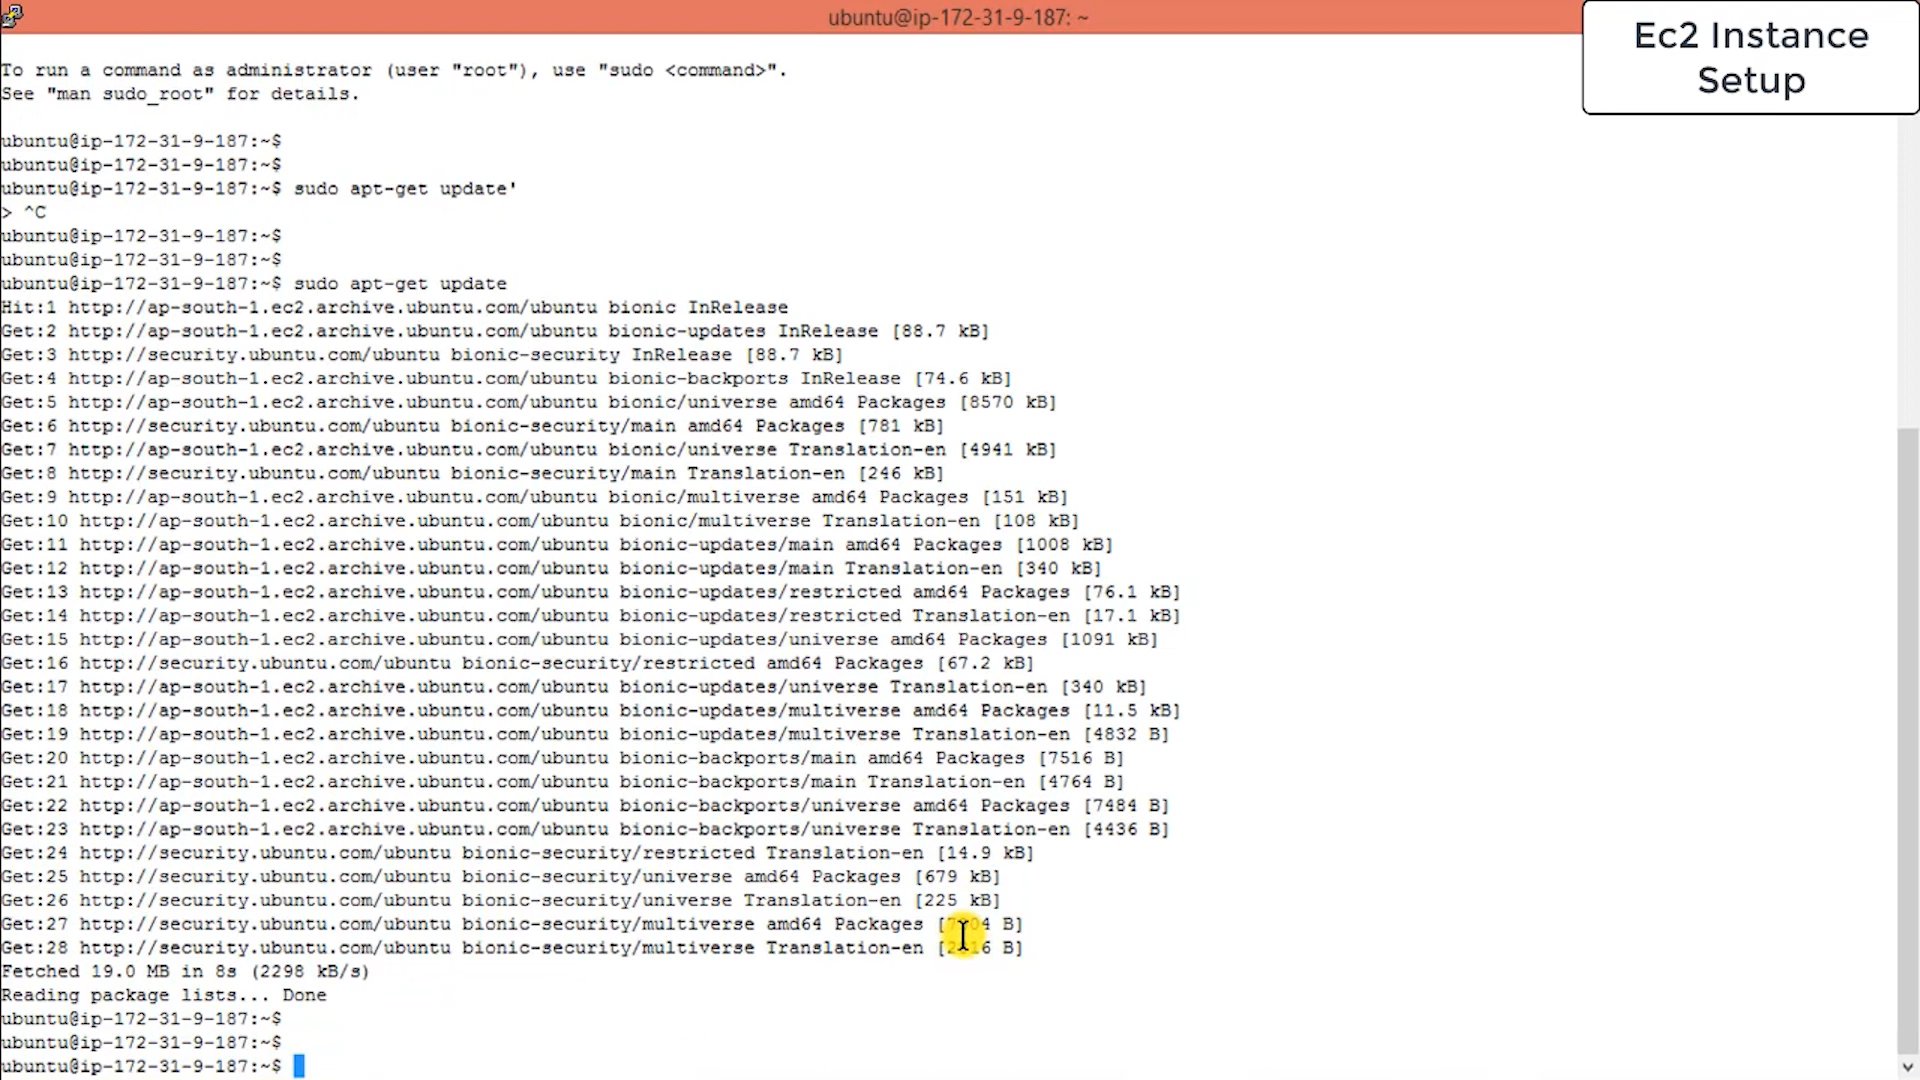 ubuntu@ip-172-31-9-187: ~
Ec2 Instance
Setup
To run a command as administrator (user "root"), use "sudo <command>".
See "man sudo_root" for details.
ubuntu@ip-172-31-9-187:~$
ubuntu@ip-172-31-9-187:~$
ubuntu@ip-172-31-9-187:~$ sudo apt-get update'
> ^C
ubuntu@ip-172-31-9-187:~$
ubuntu@ip-172-31-9-187:~$
ubuntu@ip-172-31-9-187:~$ sudo apt-get update
Hit:1 http://ap-south-1.ec2.archive.ubuntu.com/ubuntu bionic InRelease
Get:2 http://ap-south-1.ec2.archive.ubuntu.com/ubuntu bionic-updates InRelease [88.7 kB]
Get:3 http://security.ubuntu.com/ubuntu bionic-security InRelease [88.7 kB]
Get:4 http://ap-south-1.ec2.archive.ubuntu.com/ubuntu bionic-backports InRelease [74.6 kB]
Get:5 http://ap-south-1.ec2.archive.ubuntu.com/ubuntu bionic/universe amd64 Packages [8570 kB]
Get:6 http://security.ubuntu.com/ubuntu bionic-security/main amd64 Packages [781 kB]
Get:7 http://ap-south-1.ec2.archive.ubuntu.com/ubuntu bionic/universe Translation-en [4941 kB]
Get:8 http://security.ubuntu.com/ubuntu bionic-security/main Translation-en [246 kB]
Get:9 http://ap-south-1.ec2.archive.ubuntu.com/ubuntu bionic/multiverse amd64 Packages [151 kB]
Get:10 http://ap-south-1.ec2.archive.ubuntu.com/ubuntu bionic/multiverse Translation-en [108 kB]
Get:11 http://ap-south-1.ec2.archive.ubuntu.com/ubuntu bionic-updates/main amd64 Packages [1008 kB]
Get:12 http://ap-south-1.ec2.archive.ubuntu.com/ubuntu bionic-updates/main Translation-en [340 kB]
Get:13 http://ap-south-1.ec2.archive.ubuntu.com/ubuntu bionic-updates/restricted amd64 Packages [76.1 kB]
Get:14 http://ap-south-1.ec2.archive.ubuntu.com/ubuntu bionic-updates/restricted Translation-en [17.1 kB]
Get:15 http://ap-south-1.ec2.archive.ubuntu.com/ubuntu bionic-updates/universe amd64 Packages [1091 kB]
Get:16 http://security.ubuntu.com/ubuntu bionic-security/restricted amd64 Packages [67.2 kB]
Get:17 http://ap-south-1.ec2.archive.ubuntu.com/ubuntu bionic-updates/universe Translation-en [340 kB]
Get:18 http://ap-south-1.ec2.archive.ubuntu.com/ubuntu bionic-updates/multiverse amd64 Packages [11.5 kB]
Get:19 http://ap-south-1.ec2.archive.ubuntu.com/ubuntu bionic-updates/multiverse Translation-en [4832 B]
Get:20 http://ap-south-1.ec2.archive.ubuntu.com/ubuntu bionic-backports/main amd64 Packages [7516 B]
Get:21 http://ap-south-1.ec2.archive.ubuntu.com/ubuntu bionic-backports/main Translation-en [4764 B]
Get:22 http://ap-south-1.ec2.archive.ubuntu.com/ubuntu bionic-backports/universe amd64 Packages [7484 B]
Get:23 http://ap-south-1.ec2.archive.ubuntu.com/ubuntu bionic-backports/universe Translation-en [4436 B]
Get:24 http://security.ubuntu.com/ubuntu bionic-security/restricted Translation-en [14.9 kB]
Get:25 http://security.ubuntu.com/ubuntu bionic-security/universe amd64 Packages [679 kB]
Get:26 http://security.ubuntu.com/ubuntu bionic-security/universe Translation-en [225 kB]
Get:27 http://security.ubuntu.com/ubuntu bionic-security/multiverse amd64 Packages B]
Get:28 http://security.ubuntu.com/ubuntu bionic-security/multiverse Translation-en B]
Fetched 19.0 MB in 8s (2298 kB/s)
Reading package lists... Done
ubuntu@ip-172-31-9-187:~$
ubuntu@ip-172-31-9-187:~$
ubuntu@ip-172-31-9-187:~$